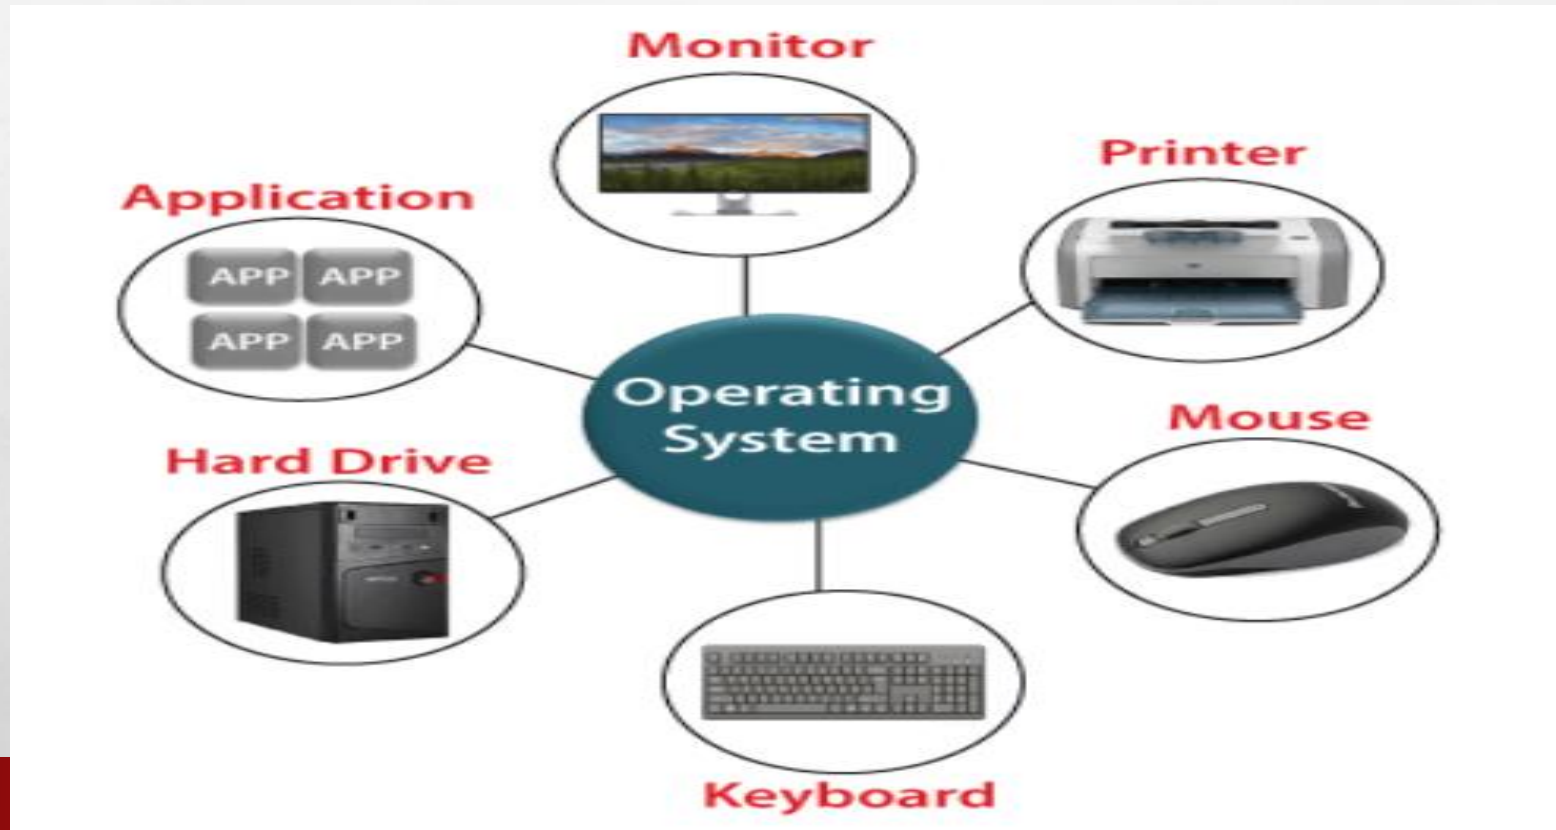 Monitor
Printer
Application
APP APP
APP APP
Operating
System
Mouse
Hard Drive
Keyboard